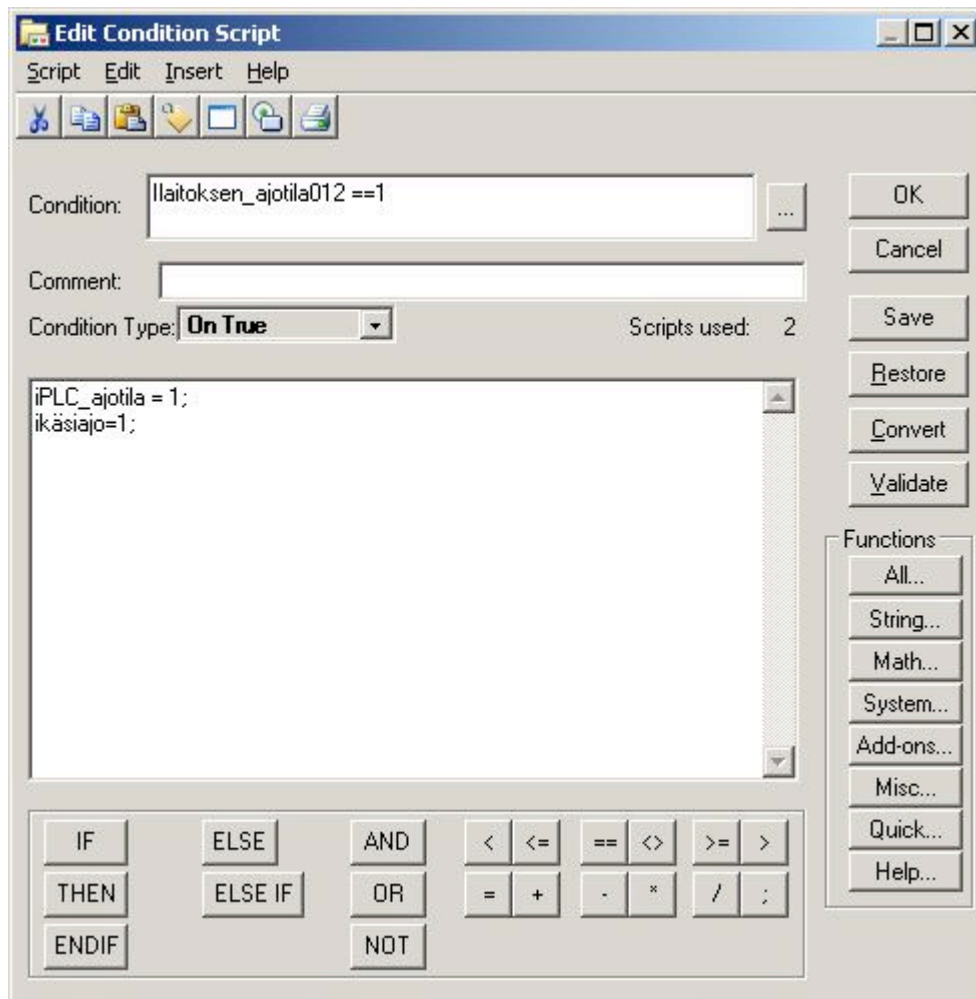 Edit Condition Script
Script Edit Insert Help
Condition: Ilaitoksen_ajotila012 ==1 ...
OK
Cancel
Comment:
Condition Type: On True Scripts used: 2
Save
Restore
Convert
Validate
iPLC_ajotila = 1;
ikäsiajo=1;
Functions
All...
String...
Math...
System...
Add-ons...
Misc...
Quick...
Help...
IF ELSE AND < <= == <> >= >
THEN ELSE IF OR = + - * / ;
ENDIF NOT